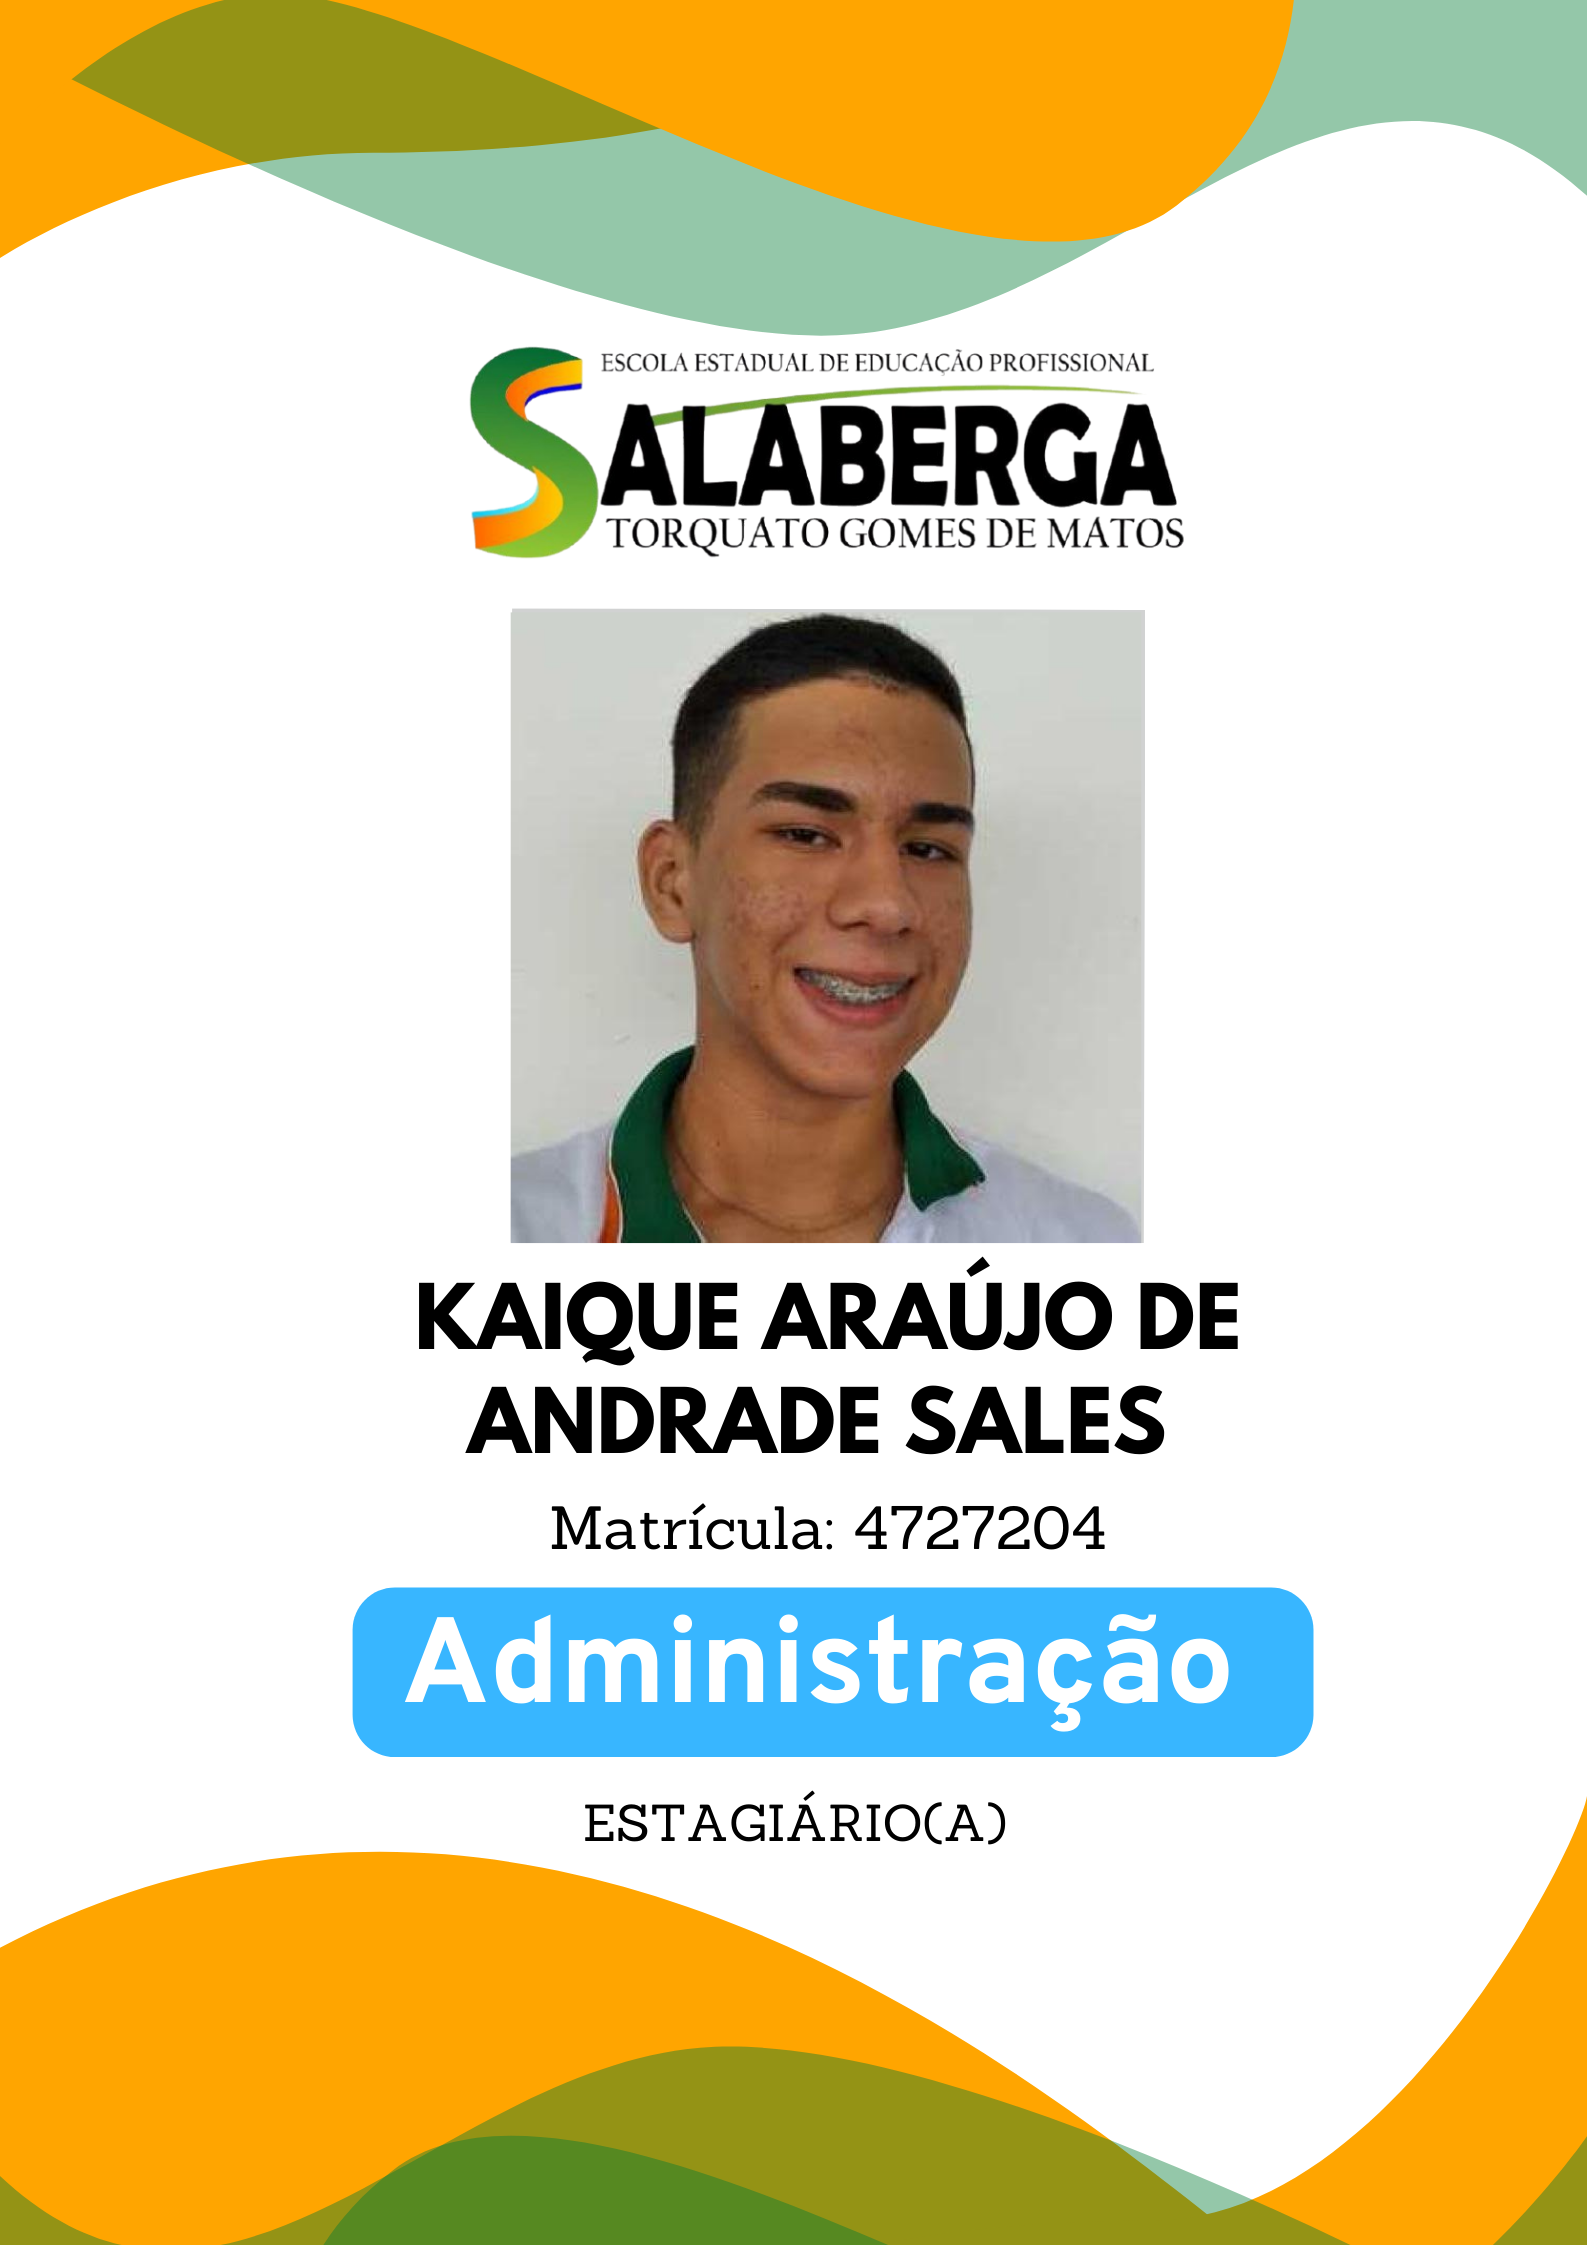 ESCOLA ESTADUAL DE EDUCAÇÃO PROFISSIONAL
SALABERGA
TORQUATO GOMES DE MATOS
KAIQUE ARAÚJO DE
ANDRADE SALES
Matrícula: 4727204
Administração
ESTAGIÁRIO(A)